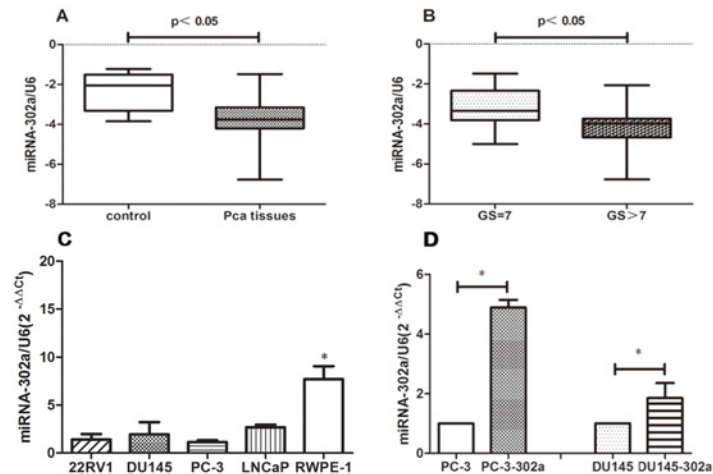 A
p< 0.05
miRNA-302a/U6
0
-2
-4
-6
-8
control
Pca tissues
B
p< 0.05
miRNA-302a/U6
0
-2
-4
-6
-8
GS=7
GS>7
C
miRNA-302a/U6(2 -ΔΔCt)
20
15
10
5
0
*
22RV1
DU145
PC-3
LNCaP
RWPE-1
D
miRNA-302a/U6(2 -ΔΔCt)
6
4
2
0
*
*
PC-3
PC-3-302a
DU145
DU145-302a